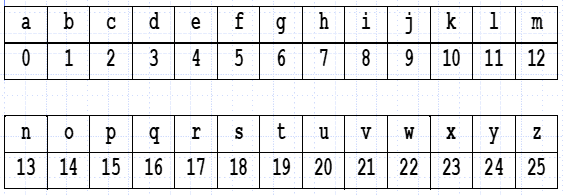 a b c d e f g h i j k l m
0 1 2 3 4 5 6 7 8 9 10 11 12
n o p q r s t u v w x y z
13 14 15 16 17 18 19 20 21 22 23 24 25